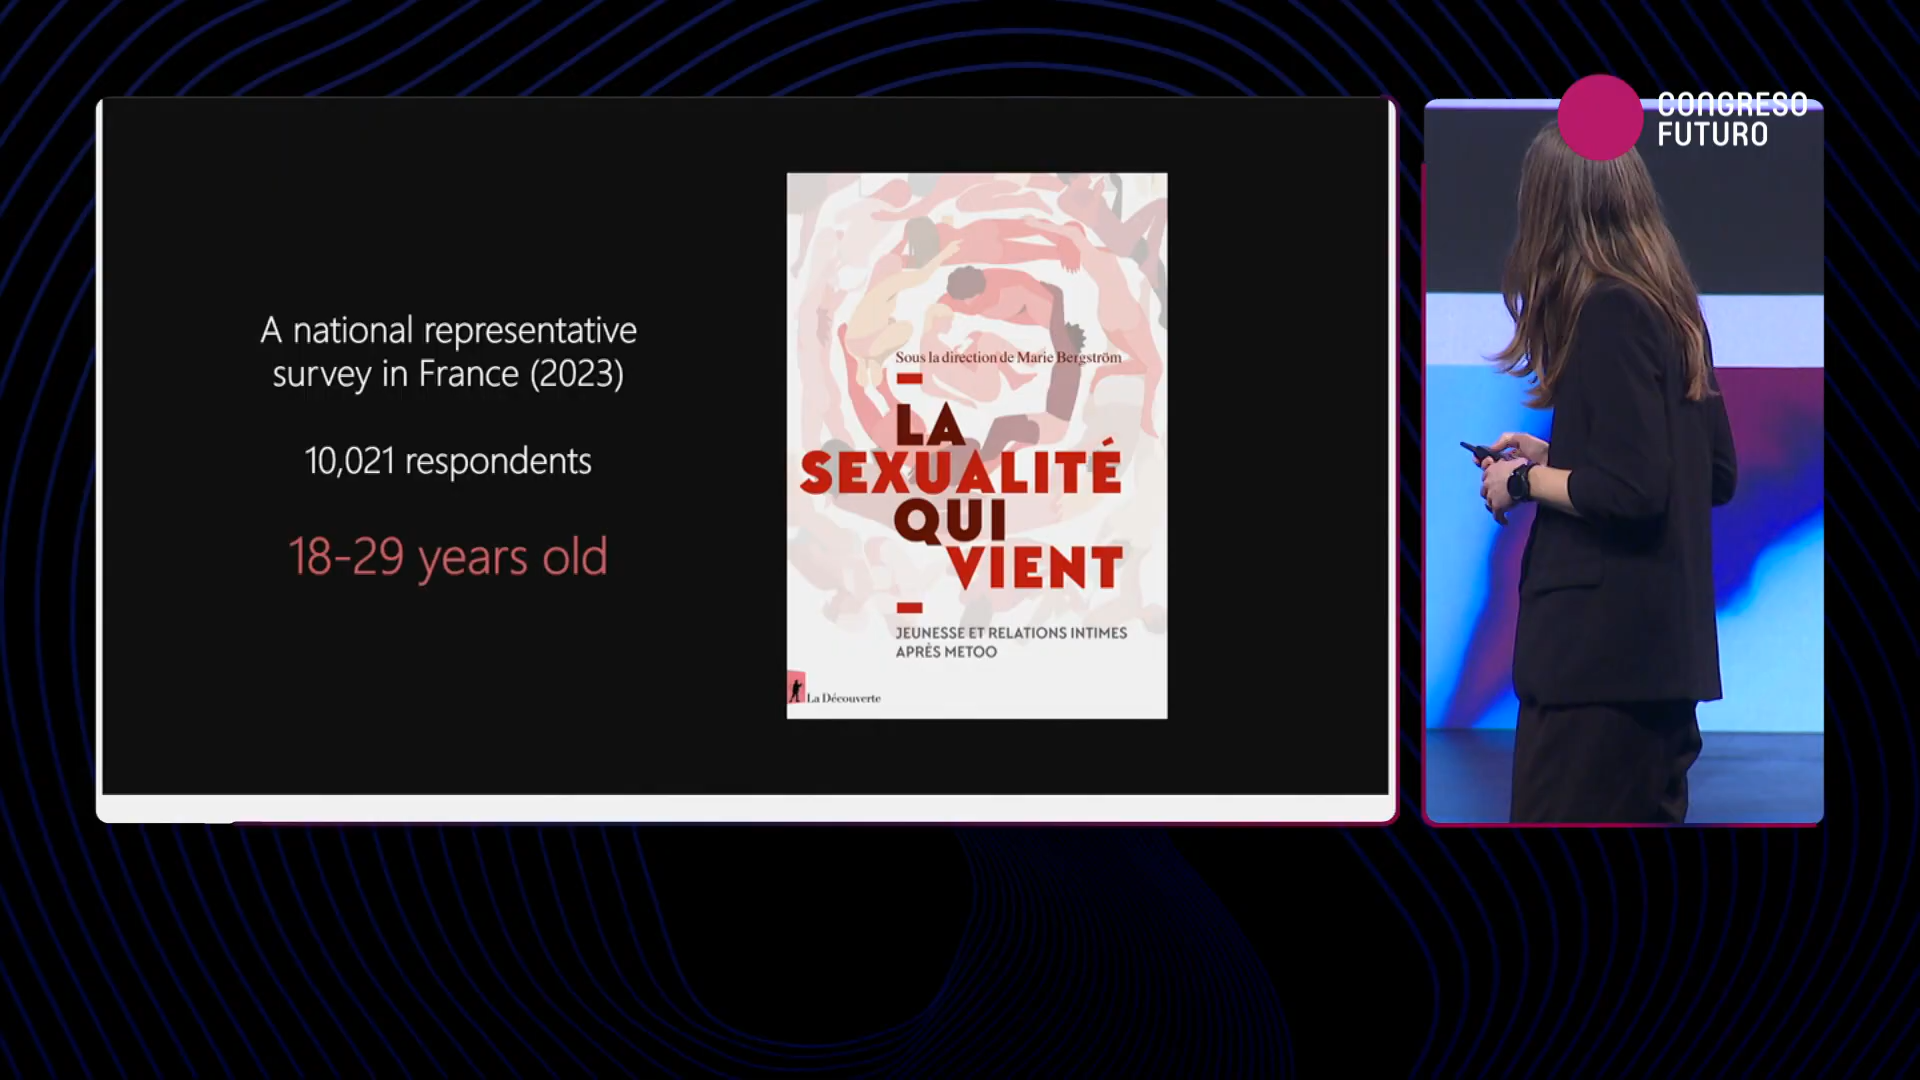 CONGRESO
FUTURO
A national representative
survey in France (2023)
10,021 respondents
18-29 years old
Sous la direction de Marie Bergström
LA
SEXUALITÉ
QUI
VIENT
JEUNESSE ET RELATIONS INTIMES
APRÈS METOO
La Découverte